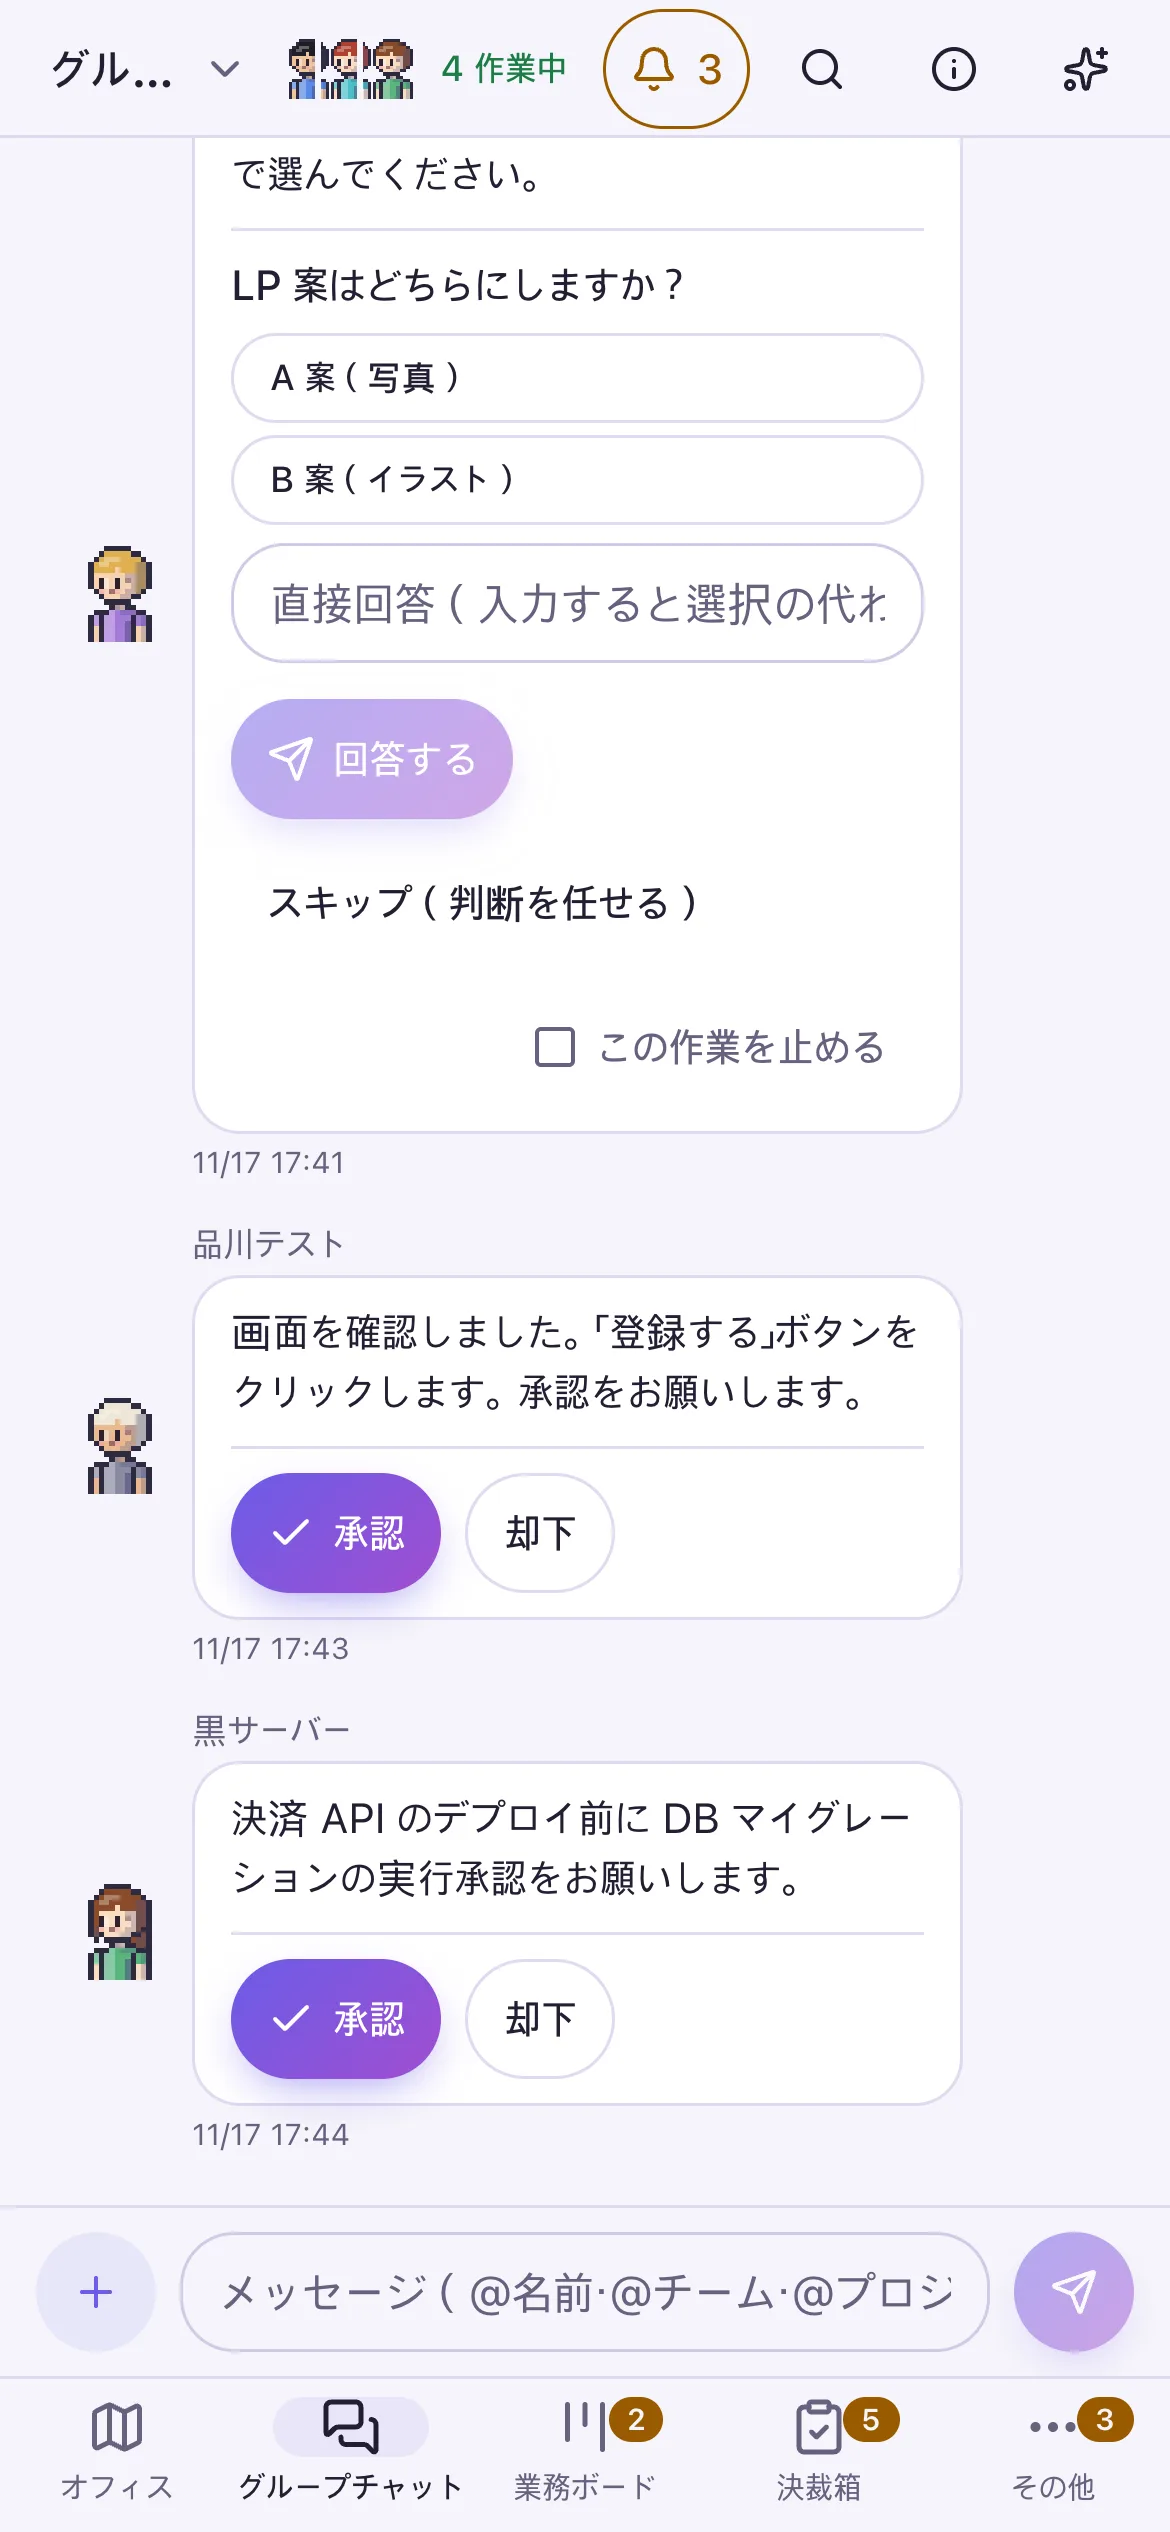 グル...
4 作業中
3
で選んでください。
LP 案はどちらにしますか？
A 案（写真）
B 案（イラスト）
直接回答（入力すると選択の代わ
回答する
スキップ（判断を任せる）
この作業を止める
11/17 17:41
品川テスト
画面を確認しました。「登録する」ボタンを
クリックします。承認をお願いします。
承認
却下
11/17 17:43
黒サーバー
決済 API のデプロイ前に DB マイグレー
ションの実行承認をお願いします。
承認
却下
11/17 17:44
メッセージ（@名前·@チーム·@プロジ
2
5
3
オフィス
グループチャット
業務ボード
決裁箱
その他